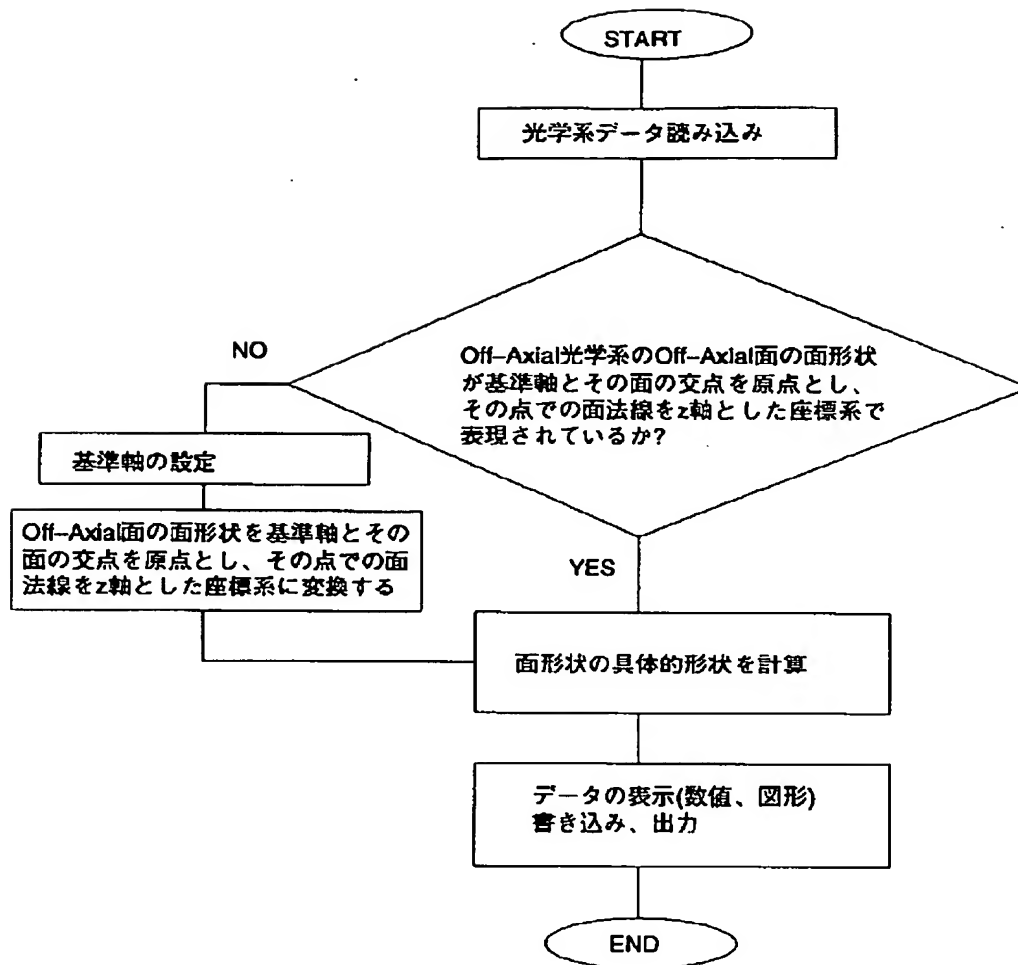 START
光学系データ読み込み
NO
Off-Axial光学系のOff-Axial面の面形状
が基準軸とその面の交点を原点とし、
その点での面法線をz軸とした座標系で
表現されているか?
基準軸の設定
Off-Axial面の面形状を基準軸とその
面の交点を原点とし、その点での面
法線をz軸とした座標系に変換する
YES
面形状の具体的形状を計算
データの表示(数値、図形)
書き込み、出力
END